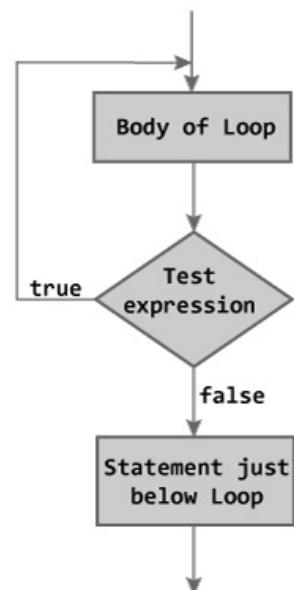 Body of Loop
Test
expression
true
false
Statement just
below Loop